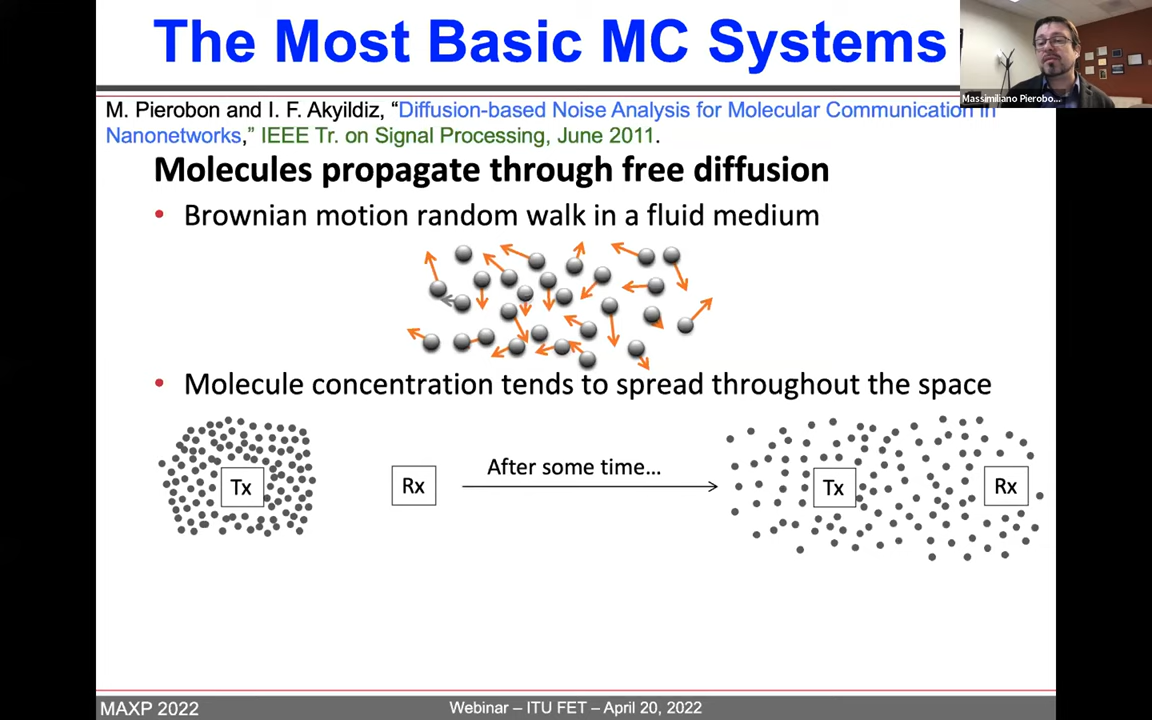 The Most Basic MC Systems
Massimiliano Pierobo...
M. Pierobon and I. F. Akyildiz, “Diffusion-based Noise Analysis for Molecular Communication in
Nanonetworks,” IEEE Tr. on Signal Processing, June 2011.
Molecules propagate through free diffusion
• Brownian motion random walk in a fluid medium
• Molecule concentration tends to spread throughout the space
After some time...
Tx
Rx
Tx
Rx
MAXP 2022
Webinar – ITU FET – April 20, 2022